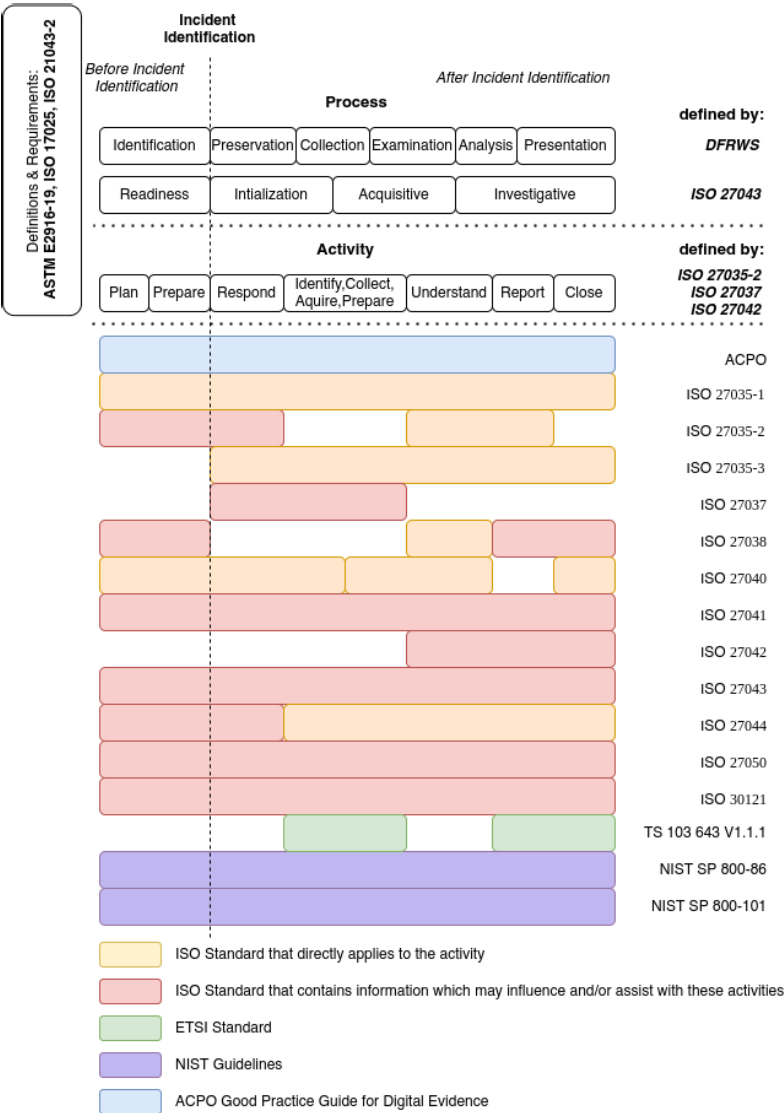 Definitions & Requirements:
ASTM E2916-19, ISO 17025, ISO 21043-2
Incident
Identification
Before Incident
Identification
After Incident Identification
Process
defined by:
Identification Preservation Collection Examination Analysis Presentation DFRWS
Readiness Intialization Acquisitive Investigative ISO 27043
Activity
defined by:
Plan Prepare Respond Identify,Collect, Aquire,Prepare Understand Report Close
ISO 27035-2
ISO 27037
ISO 27042
ACPO
ISO 27035-1
ISO 27035-2
ISO 27035-3
ISO 27037
ISO 27038
ISO 27040
ISO 27041
ISO 27042
ISO 27043
ISO 27044
ISO 27050
ISO 30121
TS 103 643 V1.1.1
NIST SP 800-86
NIST SP 800-101
ISO Standard that directly applies to the activity
ISO Standard that contains information which may influence and/or assist with these activities
ETSI Standard
NIST Guidelines
ACPO Good Practice Guide for Digital Evidence